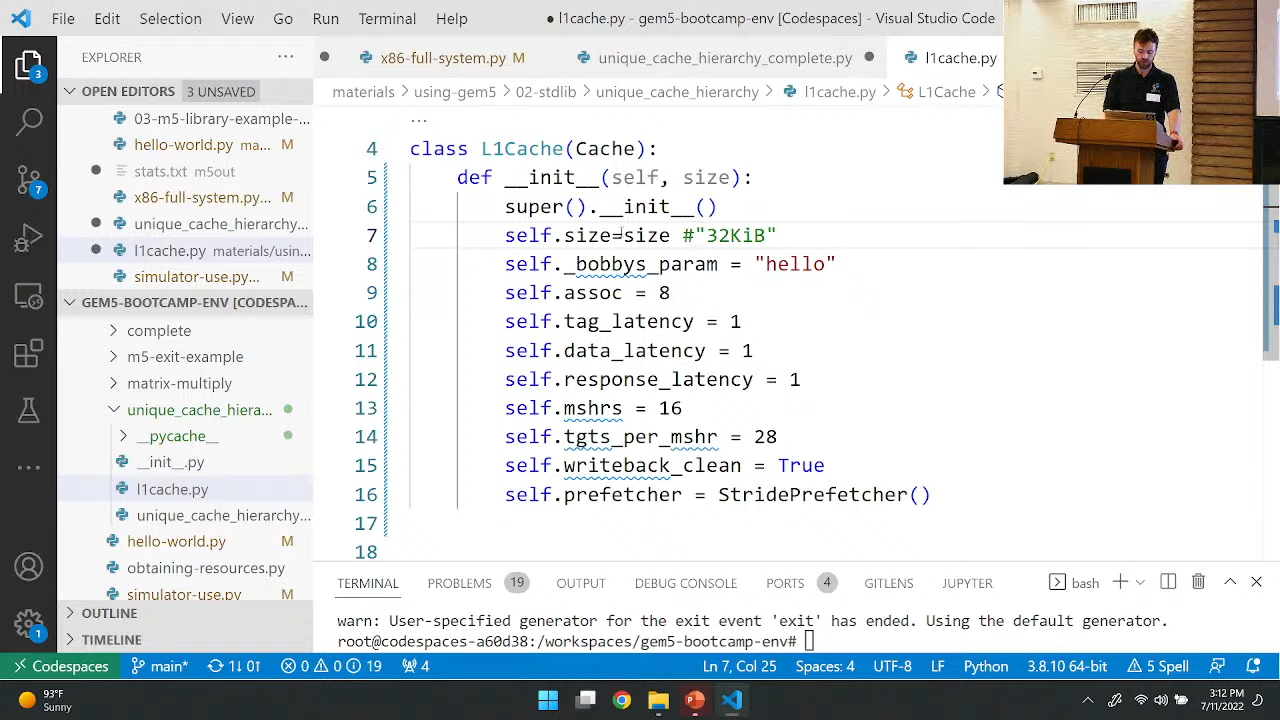 File Edit Selection View Go Run Terminal Help
● l1cache.py - gem5-bootcamp-env [Codespaces] - Visual Studio Code
EXPLORER ···
x86-full-system.py M
unique_cache_hierarchy_complete.py
l1cache.py
OPEN EDITORS 3 UNSAVED
materials > using-gem5 > 02-stdlib > unique_cache_hierarchy > l1cache.py > L1Cache >
03-m5-library-example-...
hello-world.py ma... M
stats.txt m5out
x86-full-system.py... M
unique_cache_hierarchy...
l1cache.py materials/usin...
simulator-use.py... M
GEM5-BOOTCAMP-ENV [CODESPA...
complete
m5-exit-example
matrix-multiply
unique_cache_hiera...
__pycache__
__init__.py
l1cache.py
unique_cache_hierarchy...
hello-world.py M
obtaining-resources.py
simulator-use.py M
OUTLINE
TIMELINE
3
7
1
...
4 class L1Cache(Cache):
5 def __init__(self, size):
6 super().__init__()
7 self.size=size #"32KiB"
8 self._bobbys_param = "hello"
9 self.assoc = 8
10 self.tag_latency = 1
11 self.data_latency = 1
12 self.response_latency = 1
13 self.mshrs = 16
14 self.tgts_per_mshr = 28
15 self.writeback_clean = True
16 self.prefetcher = StridePrefetcher()
17
18
TERMINAL PROBLEMS 19 OUTPUT DEBUG CONSOLE PORTS 4 GITLENS JUPYTER bash
warn: User-specified generator for the exit event 'exit' has ended. Using the default generator.
root@codespaces-a60d38:/workspaces/gem5-bootcamp-env#
Codespaces main* 1↓ 0↑ 0 0 19 4 Ln 7, Col 25 Spaces: 4 UTF-8 LF Python 3.8.10 64-bit 5 Spell
93°F
Sunny
3:12 PM
7/11/2022